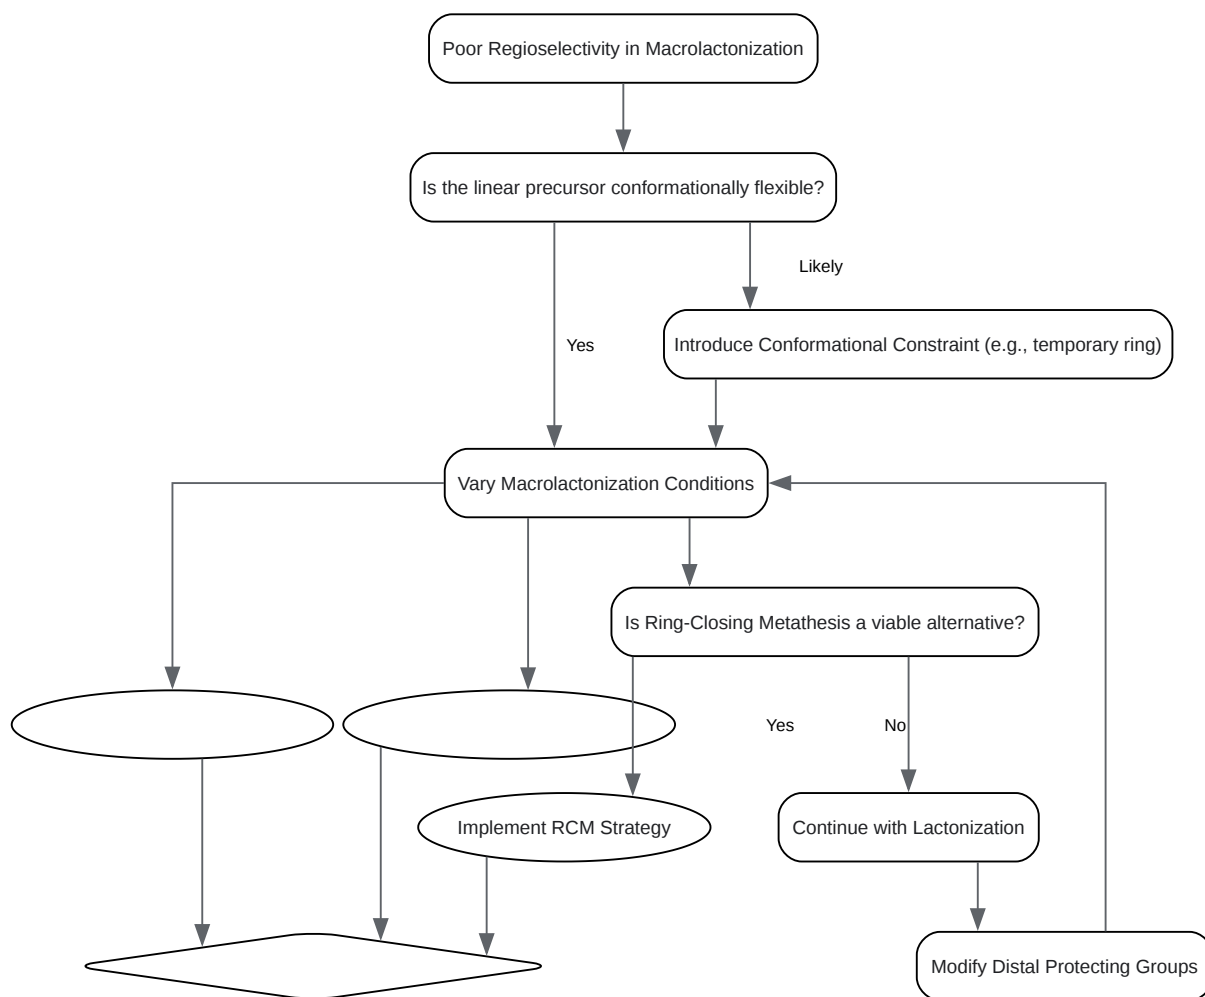 Poor Regioselectivity in Macrolactonization
Is the linear precursor conformationally flexible?
Likely
Yes
Introduce Conformational Constraint (e.g., temporary ring)
Vary Macrolactonization Conditions
Is Ring-Closing Metathesis a viable alternative?
Yes
No
Implement RCM Strategy
Continue with Lactonization
Modify Distal Protecting Groups